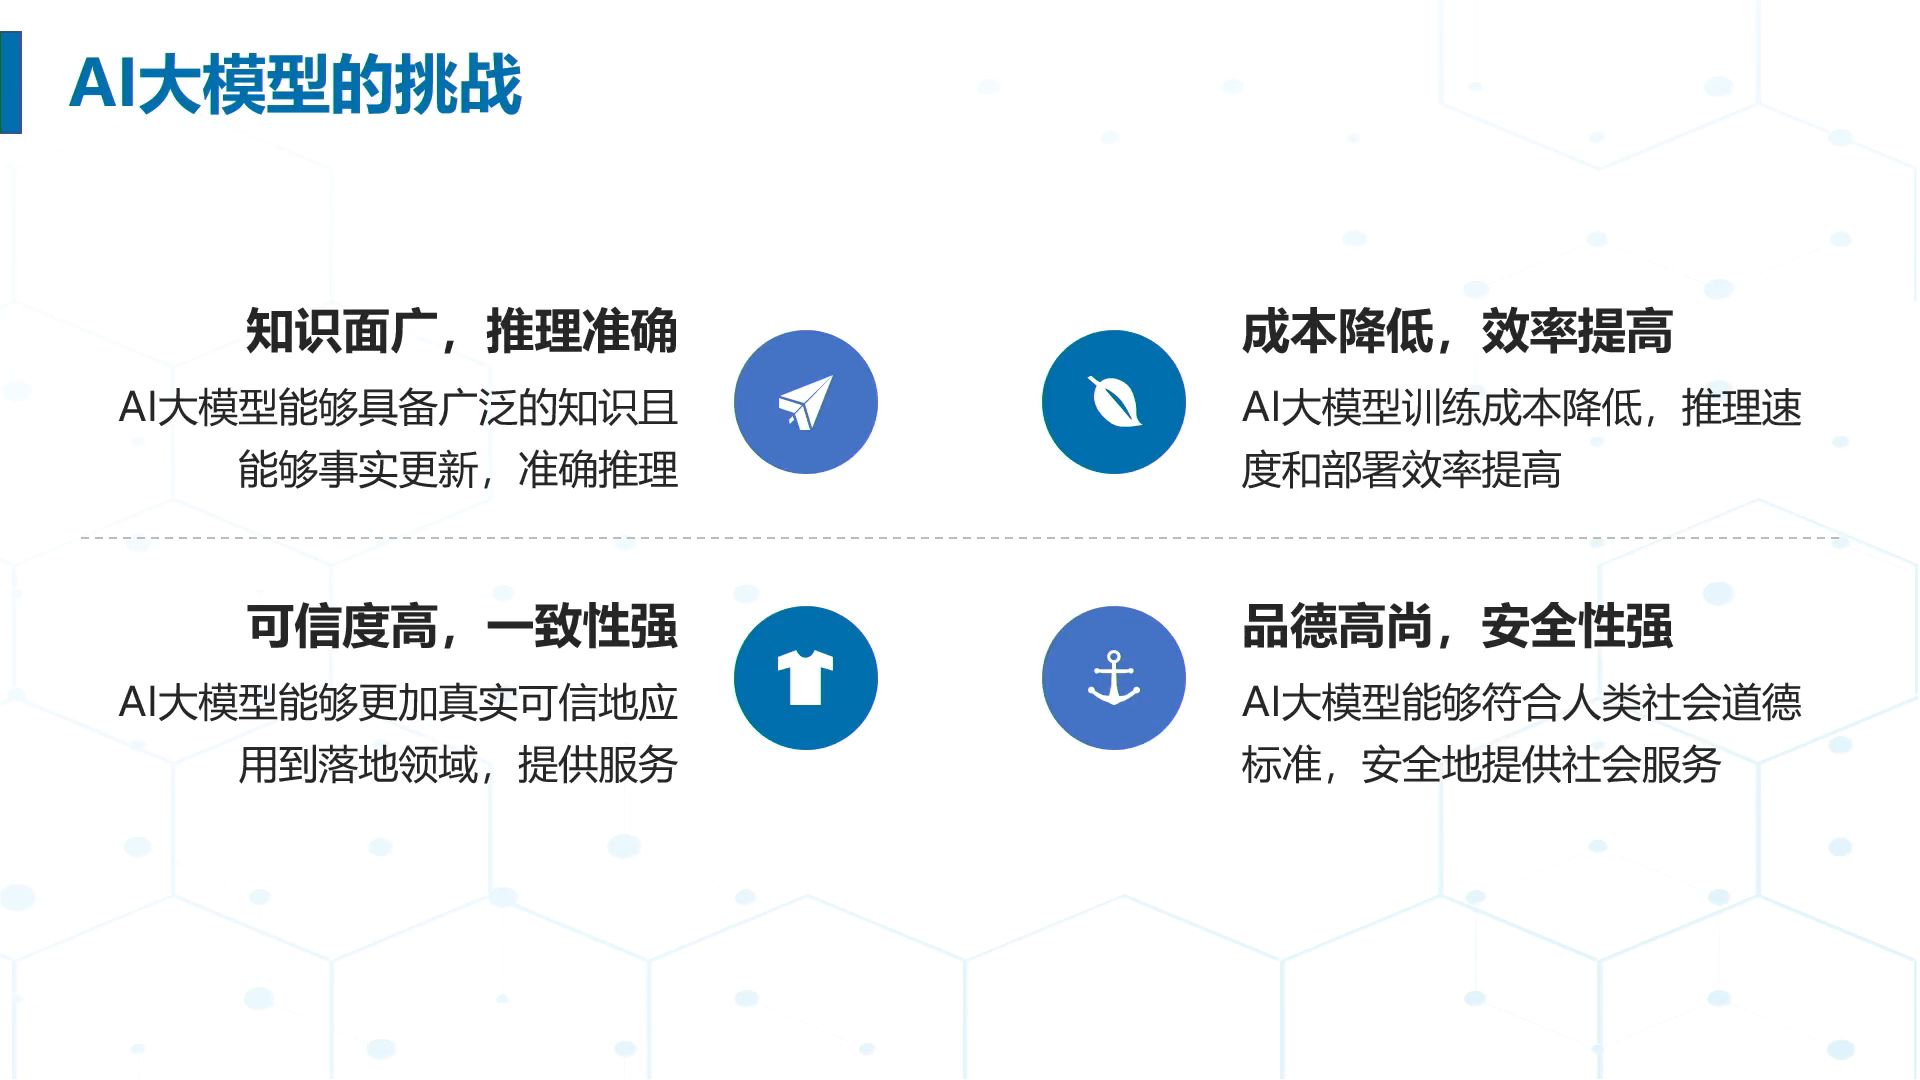 AI大模型的挑战
知识面广，推理准确
AI大模型能够具备广泛的知识且
能够事实更新，准确推理
成本降低，效率提高
AI大模型训练成本降低，推理速
度和部署效率提高
可信度高，一致性强
AI大模型能够更加真实可信地应
用到落地领域，提供服务
品德高尚，安全性强
AI大模型能够符合人类社会道德
标准，安全地提供社会服务